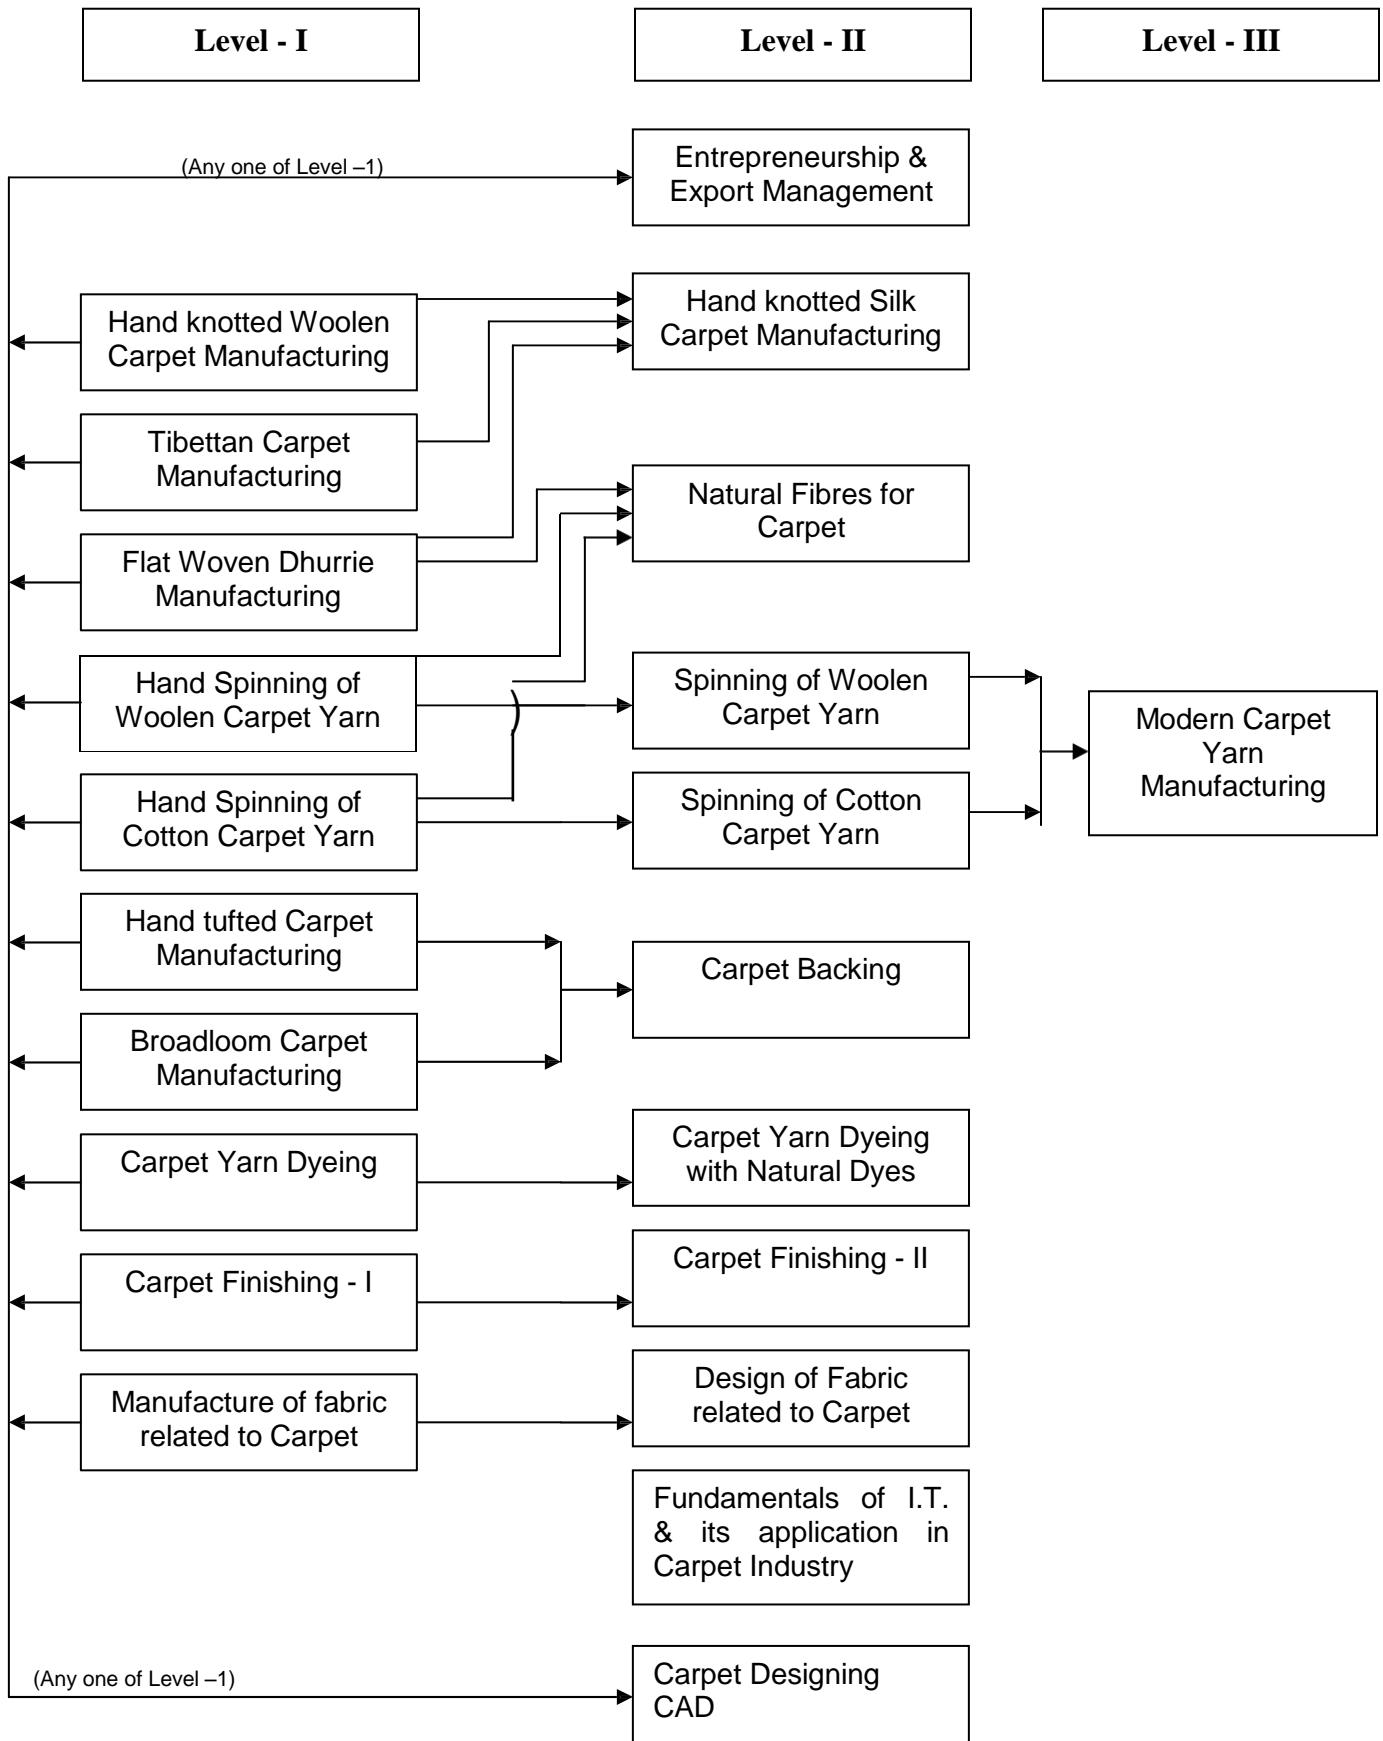 Level - I
Level - II
Level - III
(Any one of Level –1)
Entrepreneurship &
Export Management
Hand knotted Woolen
Carpet Manufacturing
Hand knotted Silk
Carpet Manufacturing
Tibettan Carpet
Manufacturing
Natural Fibres for
Carpet
Flat Woven Dhurrie
Manufacturing
Hand Spinning of
Woolen Carpet Yarn
Spinning of Woolen
Carpet Yarn
Modern Carpet
Yarn
Manufacturing
Hand Spinning of
Cotton Carpet Yarn
Spinning of Cotton
Carpet Yarn
Hand tufted Carpet
Manufacturing
Carpet Backing
Broadloom Carpet
Manufacturing
Carpet Yarn Dyeing
Carpet Yarn Dyeing
with Natural Dyes
Carpet Finishing - I
Carpet Finishing - II
Manufacture of fabric
related to Carpet
Design of Fabric
related to Carpet
Fundamentals of I.T.
& its application in
Carpet Industry
(Any one of Level –1)
Carpet Designing
CAD